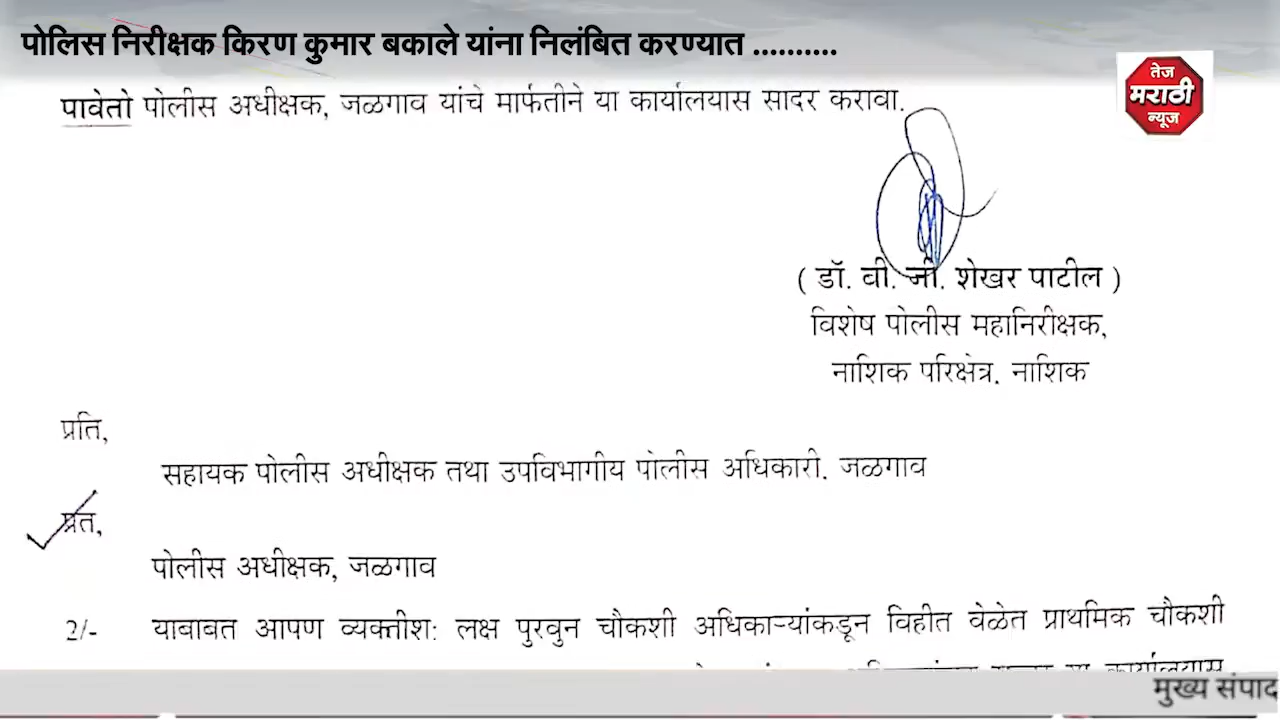 पोलिस निरीक्षक किरण कुमार बकाले यांना निलंबित करण्यात ..........
तेज
मराठी
न्यूज
पावेतो पोलीस अधीक्षक, जळगाव यांचे मार्फतीने या कार्यालयास सादर करावा.
( डॉ. बी. जी. शेखर पाटील )
विशेष पोलीस महानिरीक्षक,
नाशिक परिक्षेत्र. नाशिक
प्रति,
सहायक पोलीस अधीक्षक तथा उपविभागीय पोलीस अधिकारी. जळगाव
प्रत,
पोलीस अधीक्षक, जळगाव
2/- याबाबत आपण व्यक्तीश: लक्ष पुरवुन चौकशी अधिकाऱ्यांकडून विहीत वेळेत प्राथमिक चौकशी
या कार्यालयास
मुख्य संपाद